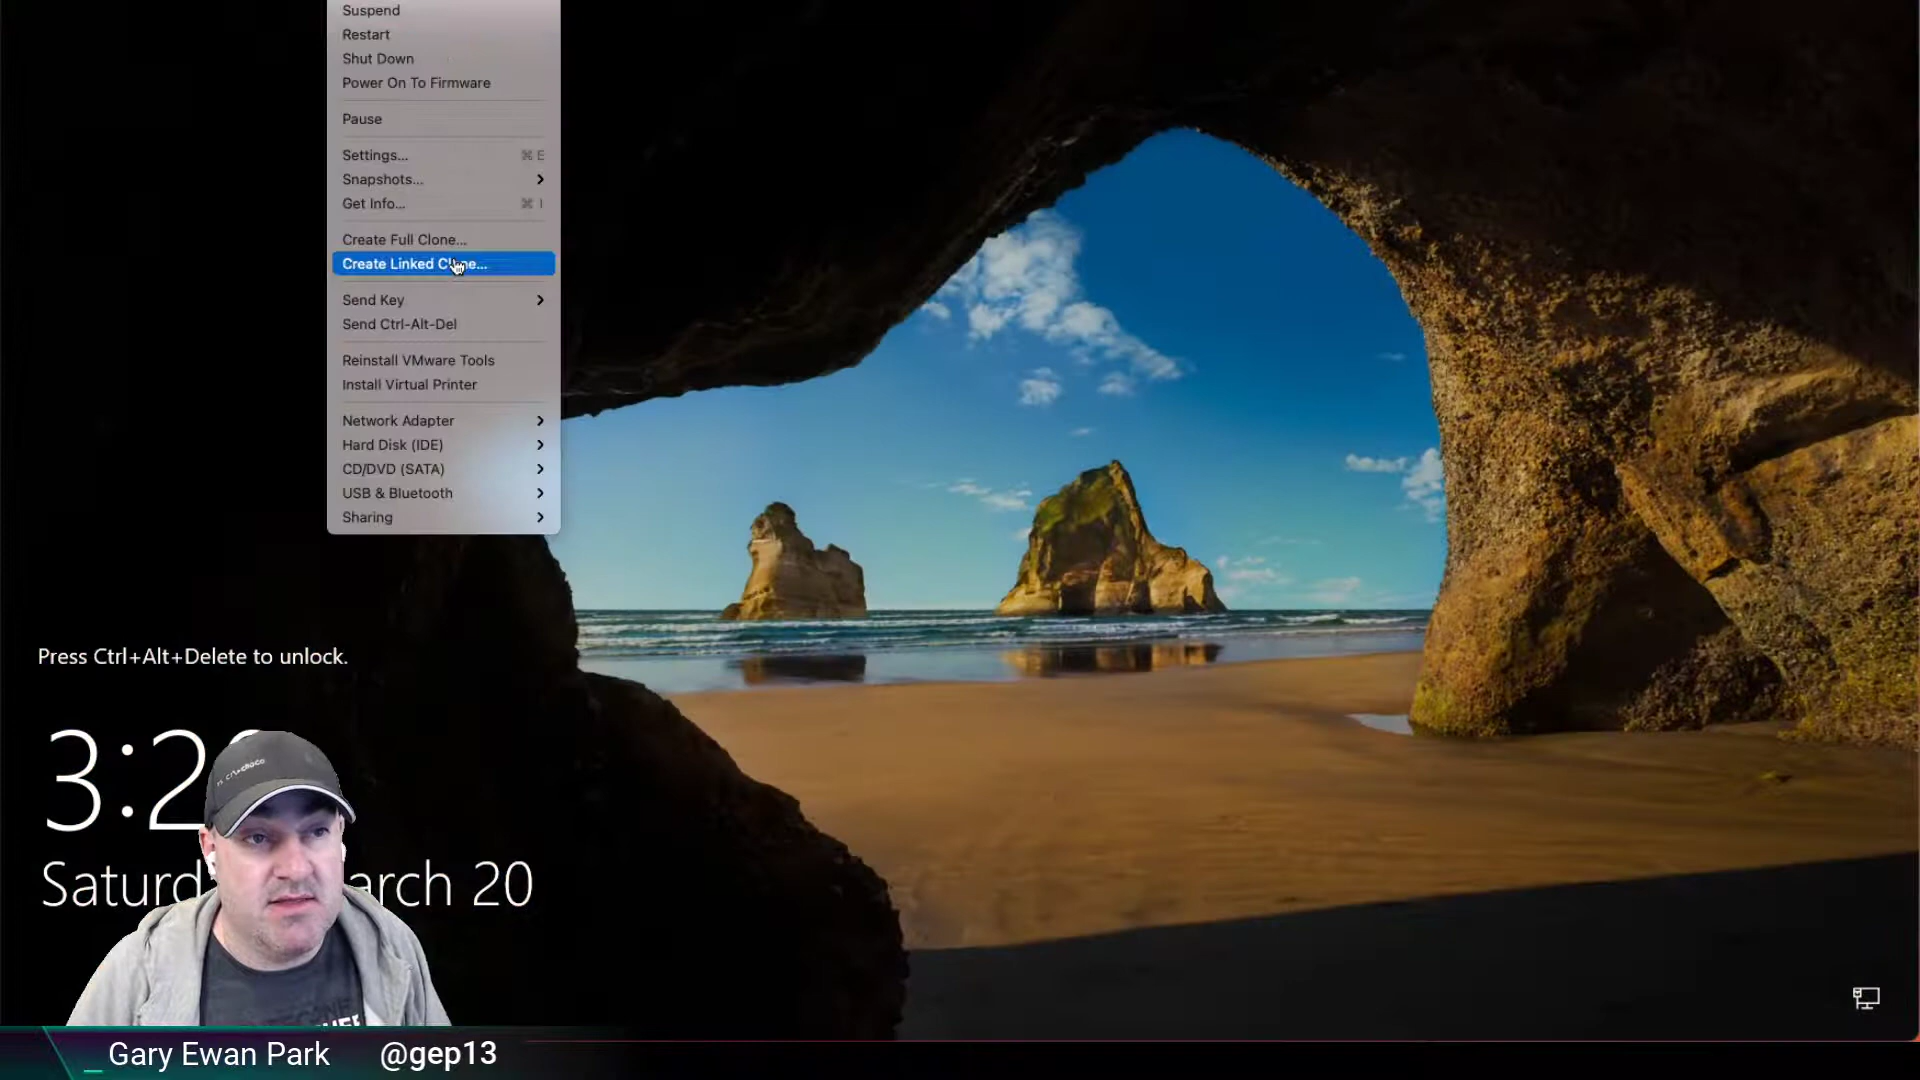 Suspend
Restart
Shut Down
Power On To Firmware
Pause
Settings... ⌘ E
Snapshots...
Get Info... ⌘ I
Create Full Clone...
Create Linked Clone...
Send Key
Send Ctrl-Alt-Del
Reinstall VMware Tools
Install Virtual Printer
Network Adapter
Hard Disk (IDE)
CD/DVD (SATA)
USB & Bluetooth
Sharing
Press Ctrl+Alt+Delete to unlock.
3:2
Saturd arch 20
_ Gary Ewan Park @gep13